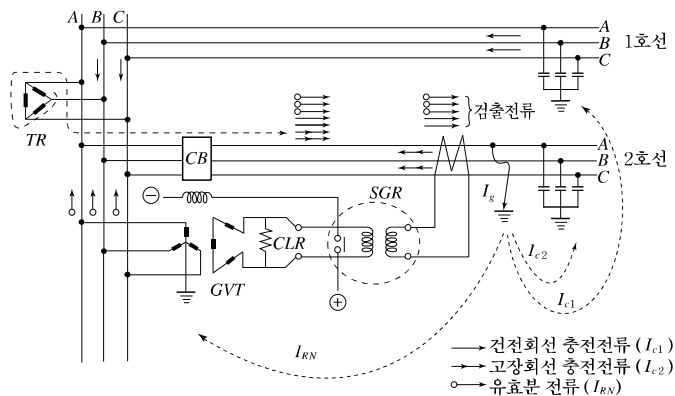 A B C
A
B 1호선
C
TR
검출전류
CB
A
B 2호선
C
SGR
I_g
CLR
GVT
I_c2
I_c1
I_RN
건전회선 충전전류 (I_c1)
고장회선 충전전류 (I_c2)
유효분 전류 (I_RN)